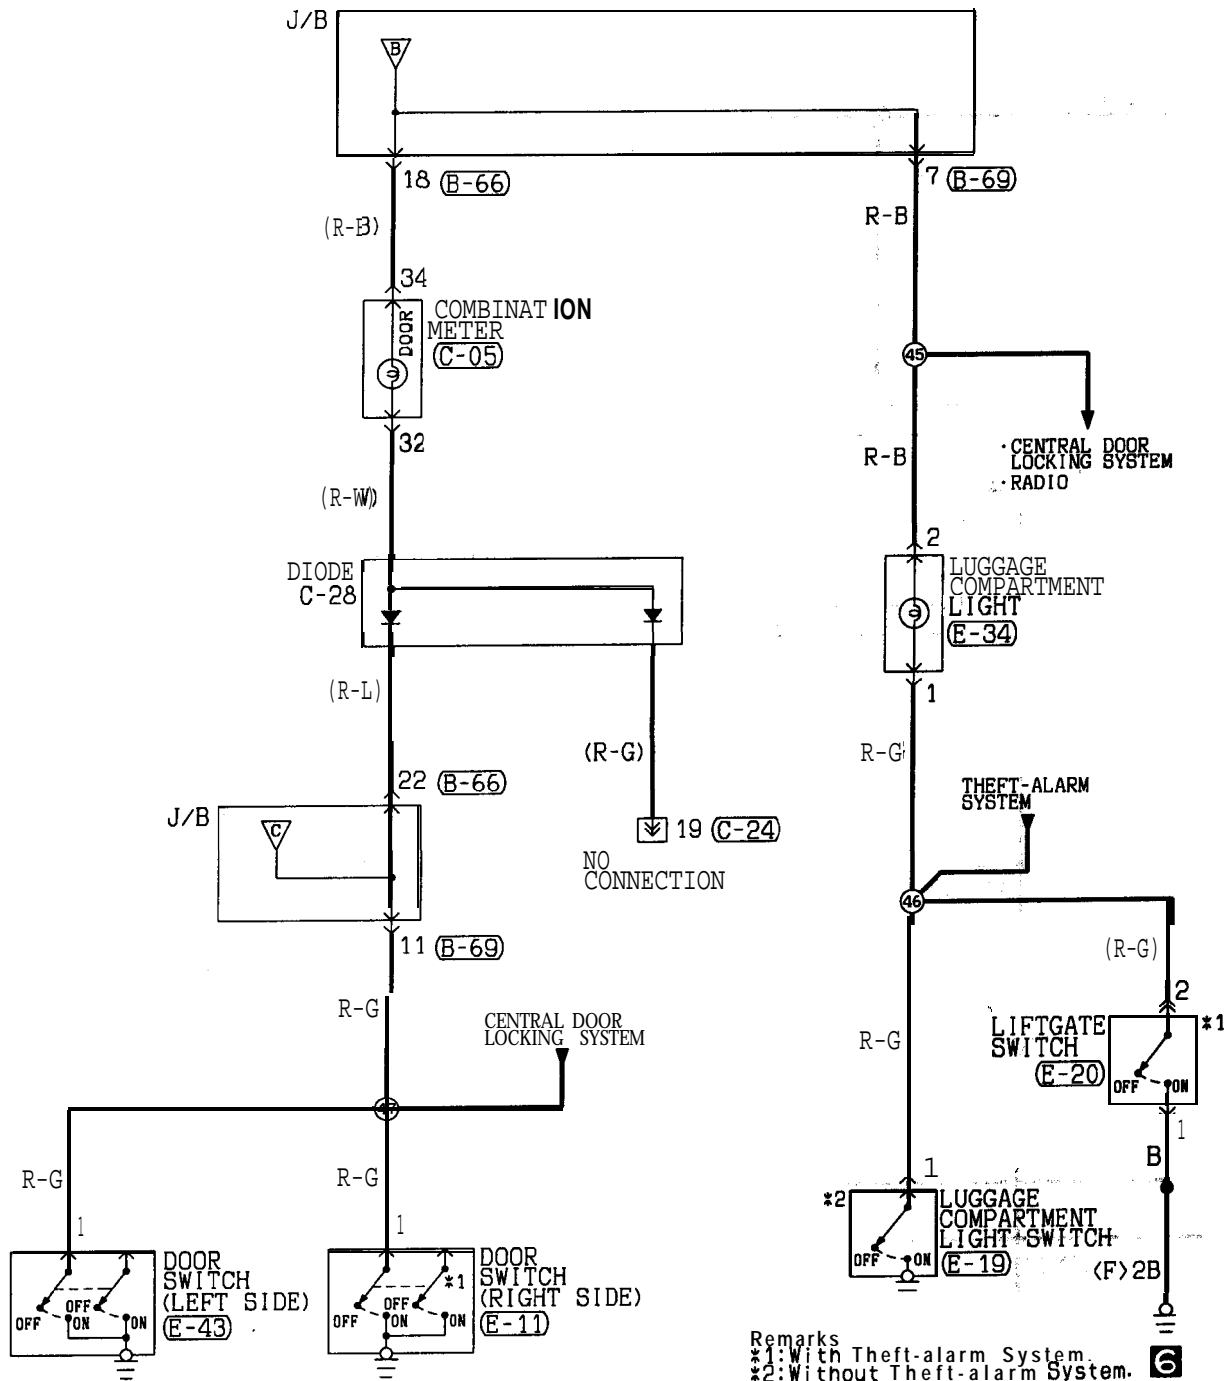 J/B
B
18 (B-66)
7 (B-69)
(R-B)
R-B
34
COMBINATION
METER
(C-05)
DOOR
45
32
R-B
· CENTRAL DOOR
LOCKING SYSTEM
· RADIO
(R-W)
2
DIODE
C-28
LUGGAGE
COMPARTMENT
LIGHT
(E-34)
(R-L)
1
(R-G)
R-G
22 (B-66)
THEFT-ALARM
SYSTEM
J/B
C
19 (C-24)
NO
CONNECTION
46
11 (B-69)
(R-G)
2
R-G
CENTRAL DOOR
LOCKING SYSTEM
R-G
LIFTGATE
SWITCH
(E-20)
*1
OFF ON
47
1
B
R-G
R-G
1
1
1
*2
LUGGAGE
COMPARTMENT
LIGHT SWITCH
(E-19)
OFF ON
(F)2B
DOOR
SWITCH
(LEFT SIDE)
(E-43)
OFF OFF ON ON
DOOR
SWITCH
(RIGHT SIDE)
(E-11)
*1
OFF OFF ON ON
Remarks
*1:With Theft-alarm System.
*2:Without Theft-alarm System.
6